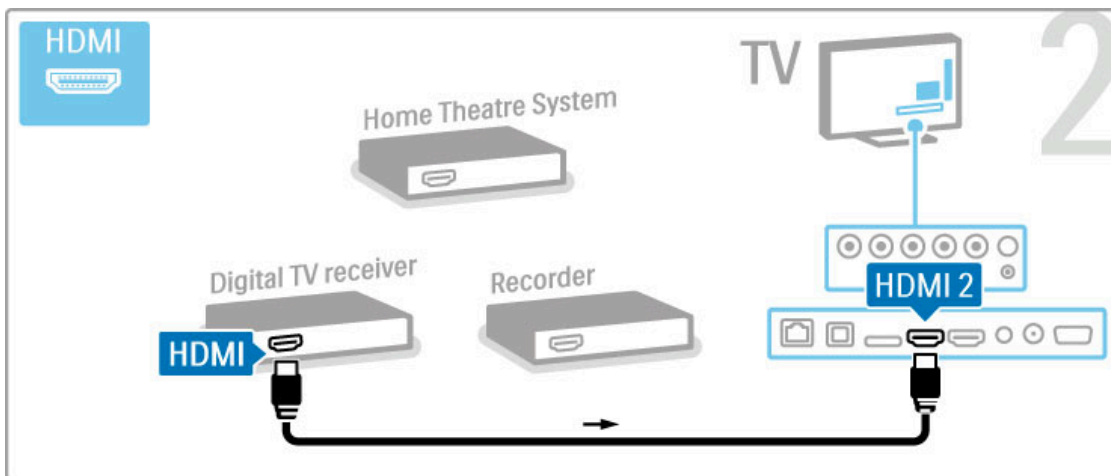 HDMI
TV
2
Home Theatre System
Digital TV receiver
Recorder
HDMI 2
HDMI